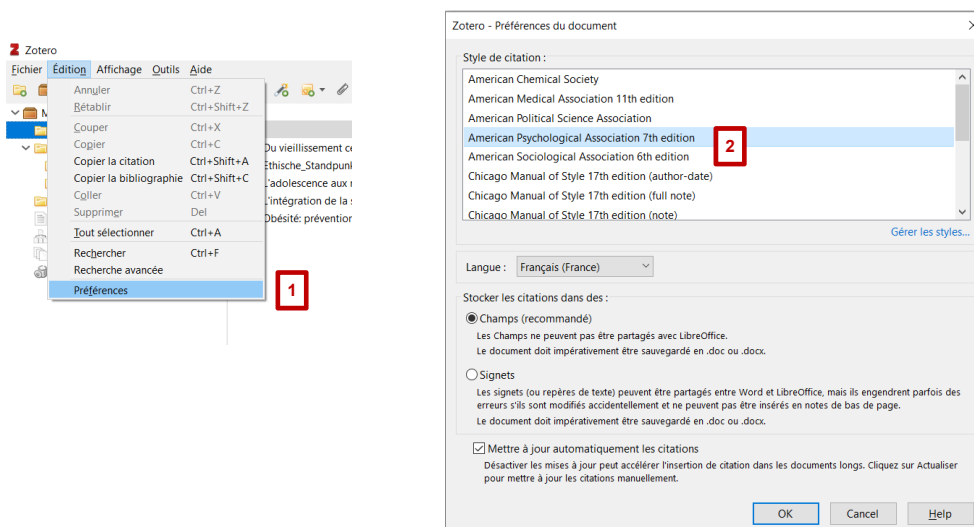 Zotero
Fichier Édition Affichage Outils Aide
Annuler Ctrl+Z
Rétablir Ctrl+Shift+Z
Couper Ctrl+X
Copier Ctrl+C
Copier la citation Ctrl+Shift+A
Copier la bibliographie Ctrl+Shift+C
Coller Ctrl+V
Supprimer Del
Tout sélectionner Ctrl+A
Rechercher Ctrl+F
Recherche avancée
Préférences
1
Du vieillissement
Ethische_Standpunk
L'adolescence aux
L'intégration de la
Obésité: prévention
Zotero - Préférences du document
Style de citation :
American Chemical Society
American Medical Association 11th edition
American Political Science Association
American Psychological Association 7th edition
2
American Sociological Association 6th edition
Chicago Manual of Style 17th edition (author-date)
Chicago Manual of Style 17th edition (full note)
Chicago Manual of Style 17th edition (note)
Gérer les styles...
Langue : Français (France)
Stocker les citations dans des :
Champs (recommandé)
Les Champs ne peuvent pas être partagés avec LibreOffice.
Le document doit impérativement être sauvegardé en .doc ou .docx.
Signets
Les signets (ou repères de texte) peuvent être partagés entre Word et LibreOffice, mais ils engendrent parfois des
erreurs s'ils sont modifiés accidentellement et ne peuvent pas être insérés en notes de bas de page.
Le document doit impérativement être sauvegardé en .doc ou .docx.
Mettre à jour automatiquement les citations
Désactiver les mises à jour peut accélérer l'insertion de citation dans les documents longs. Cliquez sur Actualiser
pour mettre à jour les citations manuellement.
OK Cancel Help